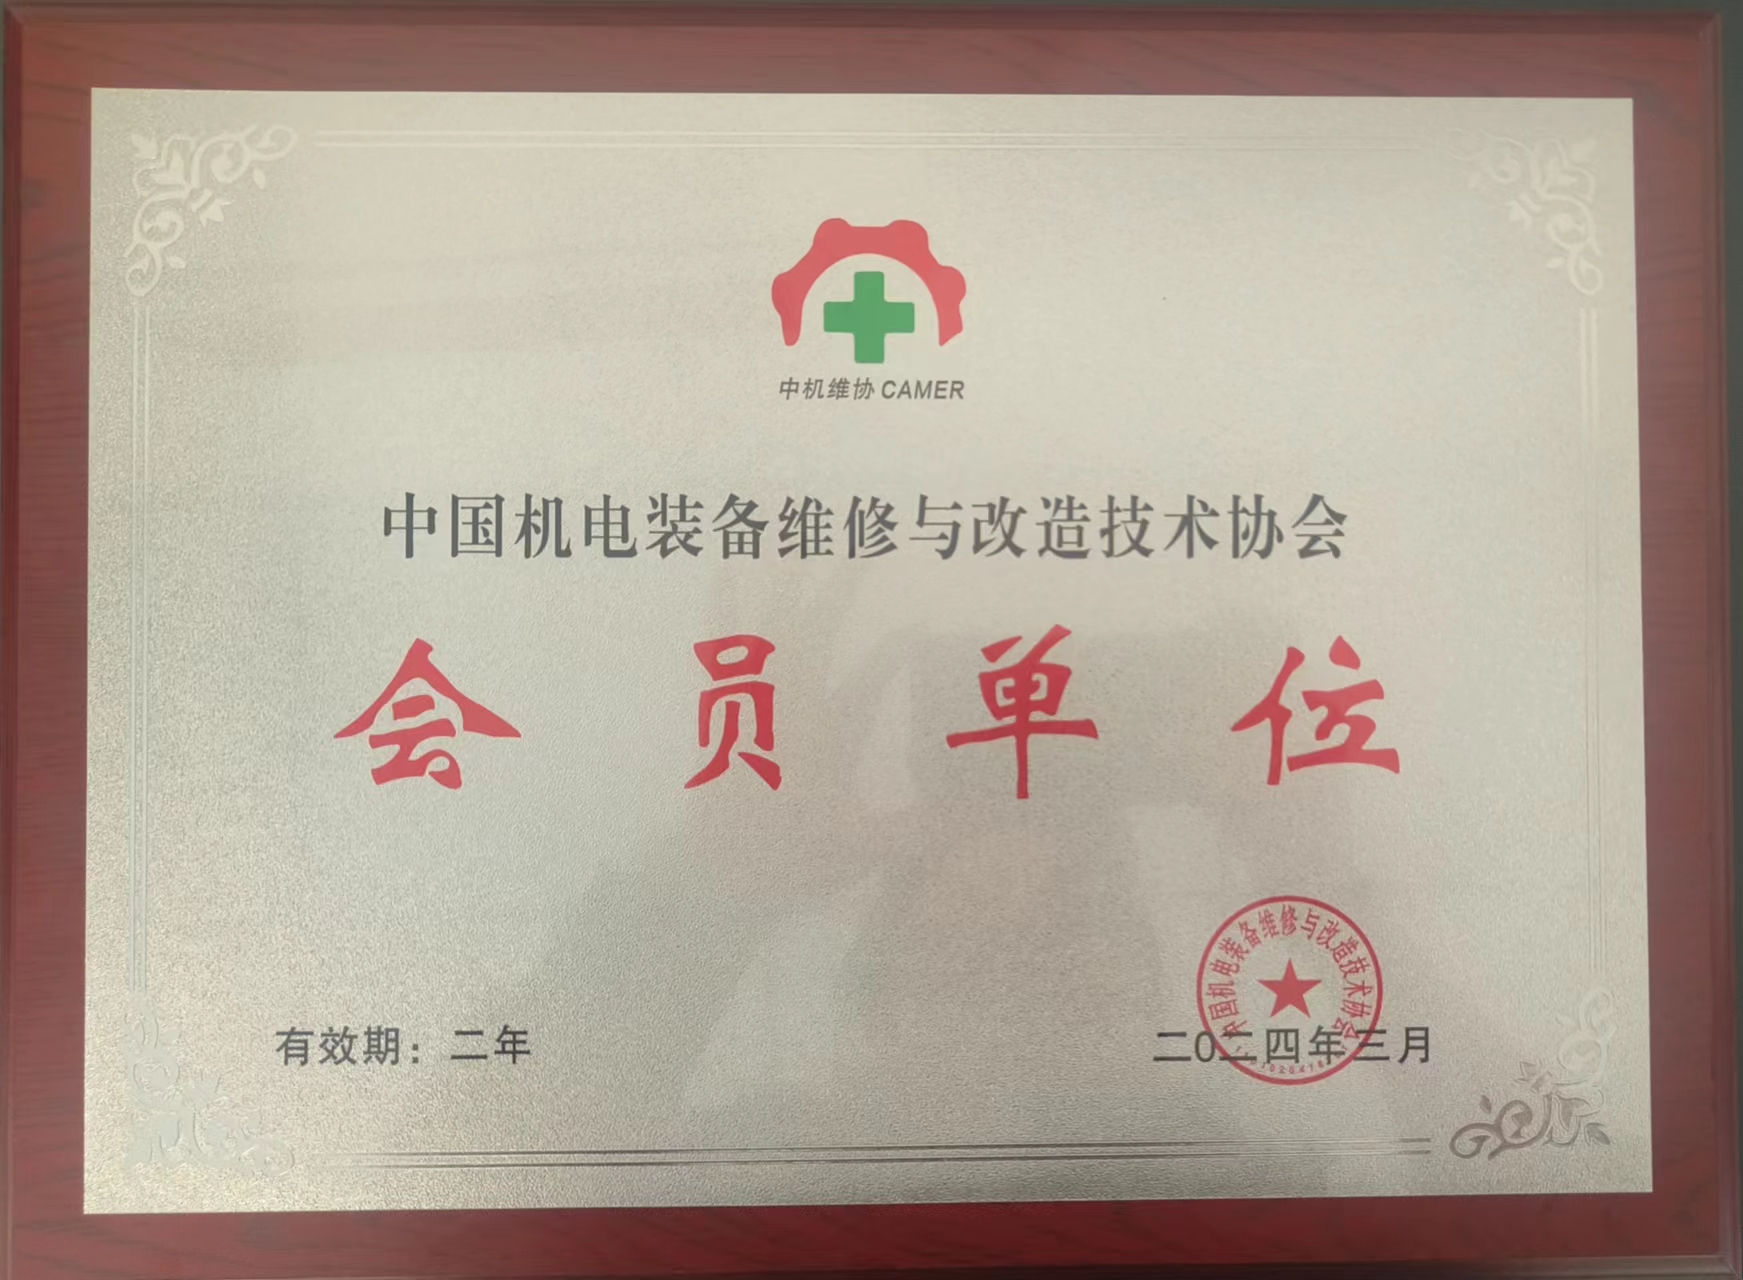 中机维协 CAMER
中国机电装备维修与改造技术协会
会员单位
有效期：二年
二〇二四年三月
中国机电装备维修与改造技术协会